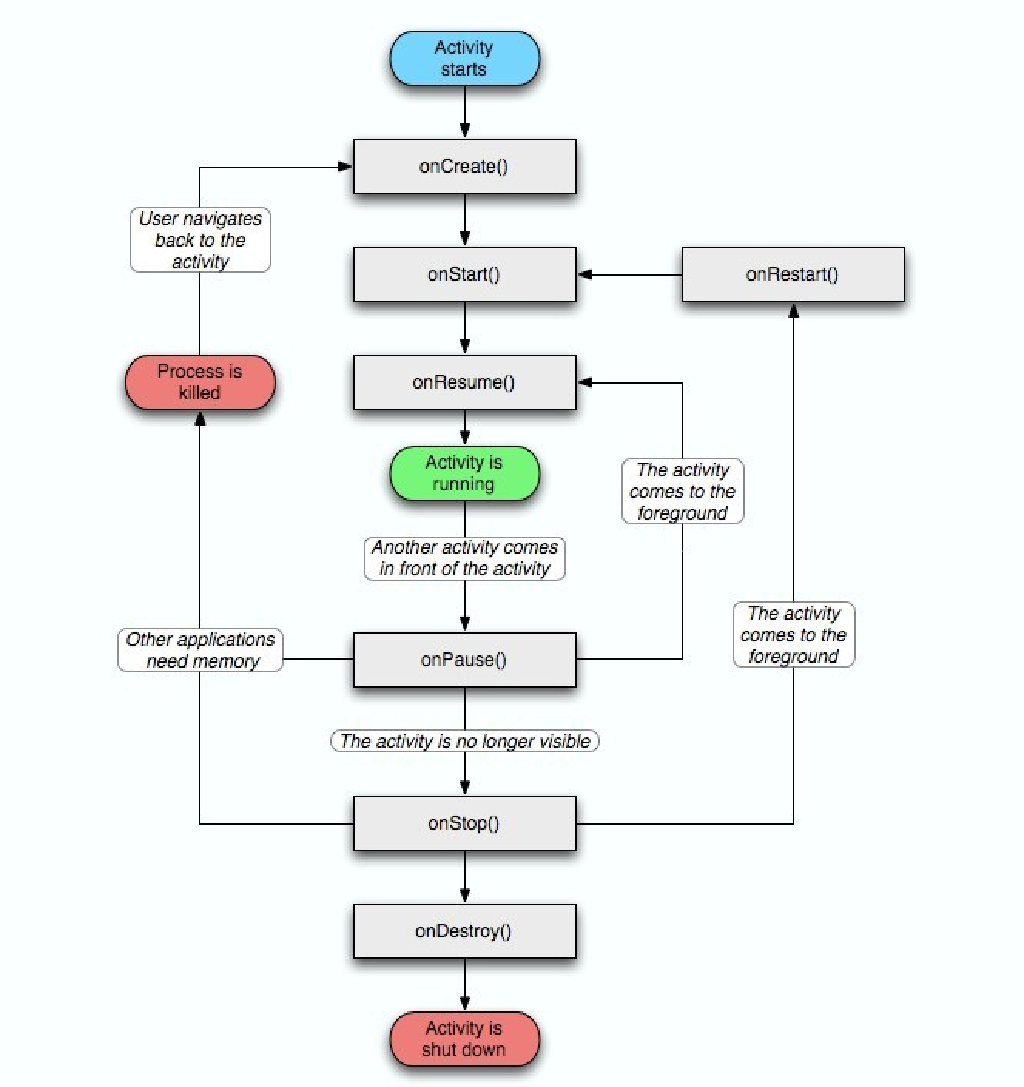 Activity
starts
onCreate()
User navigates
back to the
activity
onStart()
onRestart()
Process is
killed
onResume()
Activity is
running
The activity
comes to the
foreground
Another activity comes
in front of the activity
The activity
comes to the
foreground
Other applications
need memory
onPause()
The activity is no longer visible
onStop()
onDestroy()
Activity is
shut down